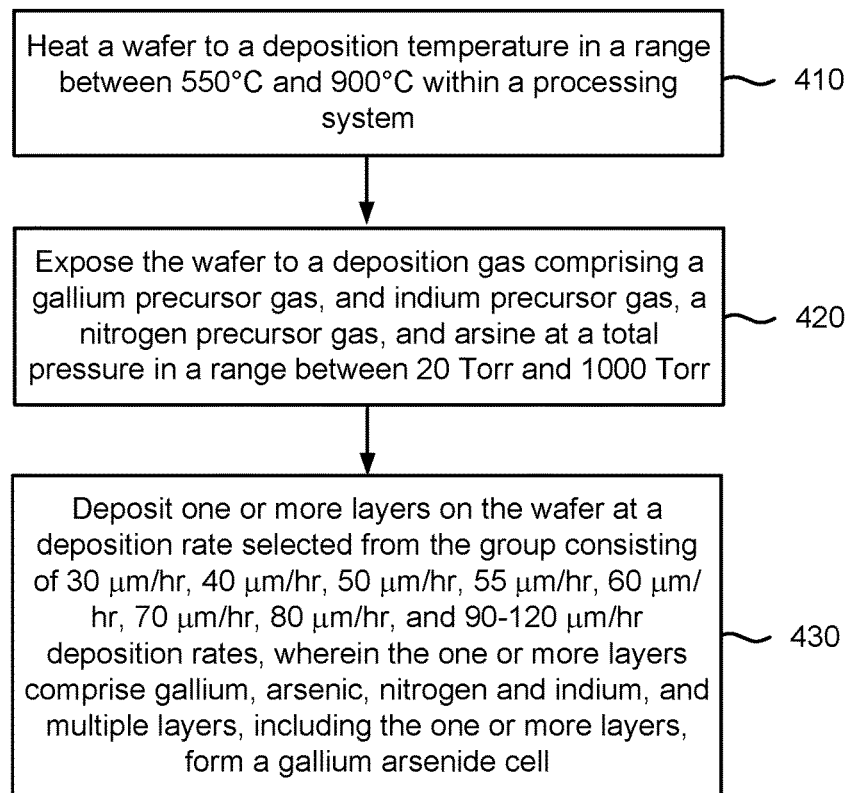 Heat a wafer to a deposition temperature in a range
between 550°C and 900°C within a processing
system
410
Expose the wafer to a deposition gas comprising a
gallium precursor gas, and indium precursor gas, a
nitrogen precursor gas, and arsine at a total
pressure in a range between 20 Torr and 1000 Torr
420
Deposit one or more layers on the wafer at a
deposition rate selected from the group consisting
of 30 μm/hr, 40 μm/hr, 50 μm/hr, 55 μm/hr, 60 μm/
hr, 70 μm/hr, 80 μm/hr, and 90-120 μm/hr
deposition rates, wherein the one or more layers
comprise gallium, arsenic, nitrogen and indium, and
multiple layers, including the one or more layers,
form a gallium arsenide cell
430